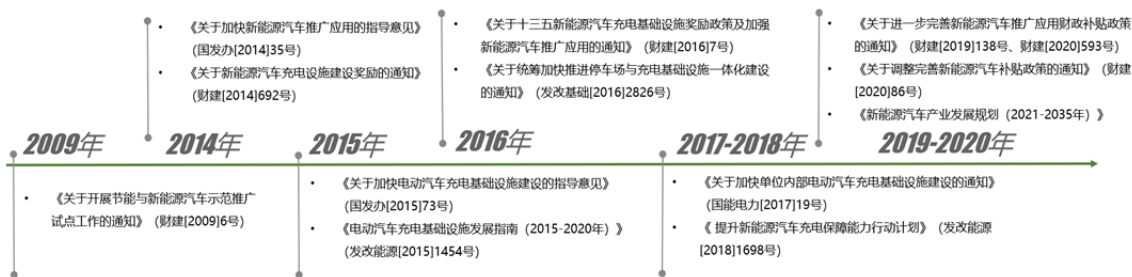 《关于加快新能源汽车推广应用的指导意见》
(国发办[2014]35号)
《关于新能源汽车充电设施建设奖励的通知》
(财建[2014]692号)
《关于十三五新能源汽车充电基础设施奖励政策及加强
新能源汽车推广应用的通知》(财建[2016]7号)
《关于统筹加快推进停车场与充电基础设施一体化建设
的通知》(发改基础[2016]2826号)
《关于进一步完善新能源汽车推广应用财政补贴政策
的通知》(财建[2019]138号、财建[2020]593号)
《关于调整完善新能源汽车补贴政策的通知》(财建
[2020]86号)
《新能源汽车产业发展规划(2021-2035年)》
2009年
2014年
2015年
2016年
2017-2018年
2019-2020年
《关于开展节能与新能源汽车示范推广
试点工作的通知》(财建[2009]6号)
《关于加快电动汽车充电基础设施建设的指导意见》
(国发办[2015]73号)
《电动汽车充电基础设施发展指南(2015-2020年)》
(发改能源[2015]1454号)
《关于加快单位内部电动汽车充电基础设施建设的通知》
(国能电力[2017]19号)
《 提升新能源汽车充电保障能力行动计划》(发改能源
[2018]1698号)